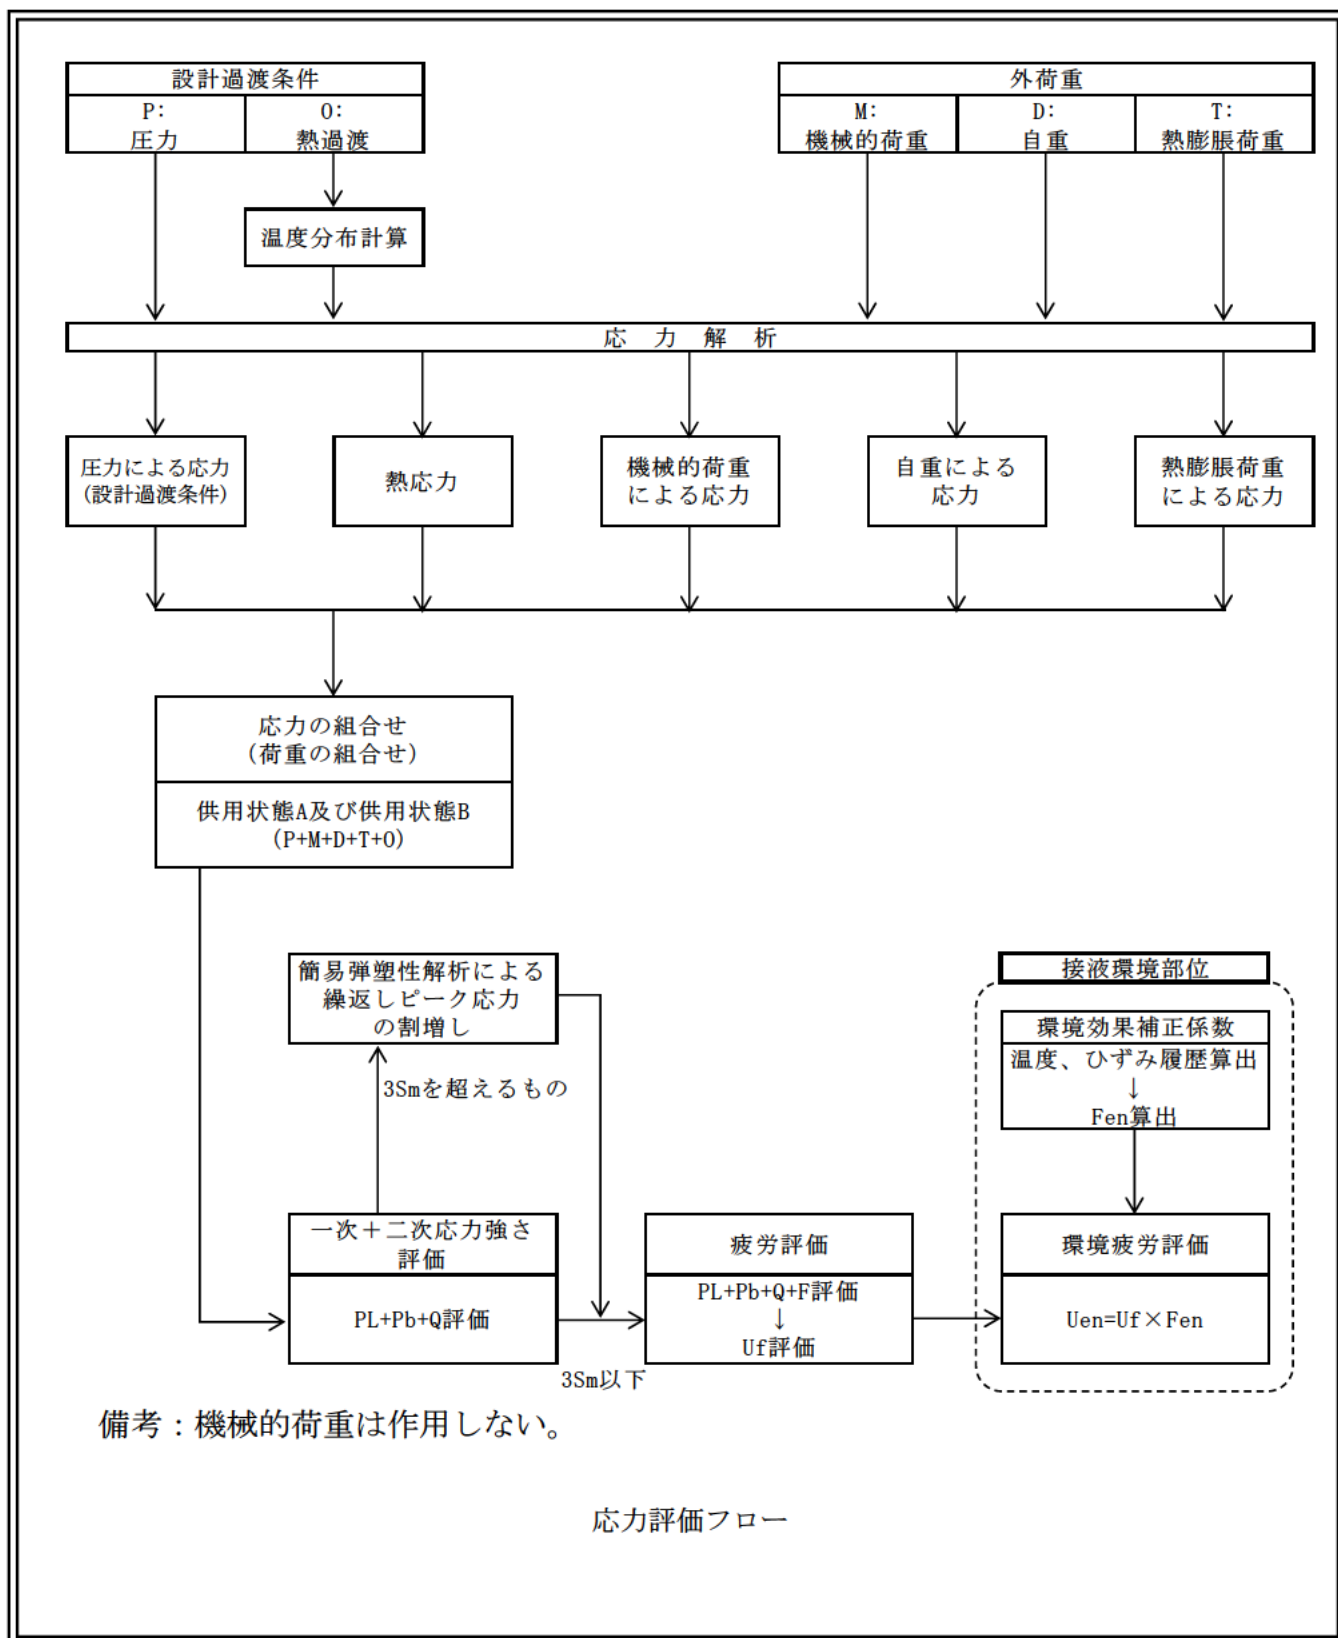 設計過渡条件
P:
圧力
O:
熱過渡
外荷重
M:
機械的荷重
D:
自重
T:
熱膨脹荷重
温度分布計算
応力解析
圧力による応力
(設計過渡条件)
熱応力
機械的荷重
による応力
自重による
応力
熱膨脹荷重
による応力
応力の組合せ
(荷重の組合せ)
供用状態A及び供用状態B
(P+M+D+T+O)
簡易弾塑性解析による
繰返しピーク応力
の割増し
3Smを超えるもの
接液環境部位
環境効果補正係数
温度、ひずみ履歴算出
↓
Fen算出
一次＋二次応力強さ
評価
PL+Pb+Q評価
3Sm以下
疲労評価
PL+Pb+Q+F評価
↓
Uf評価
環境疲労評価
Uen=Uf×Fen
備考：機械的荷重は作用しない。
応力評価フロー